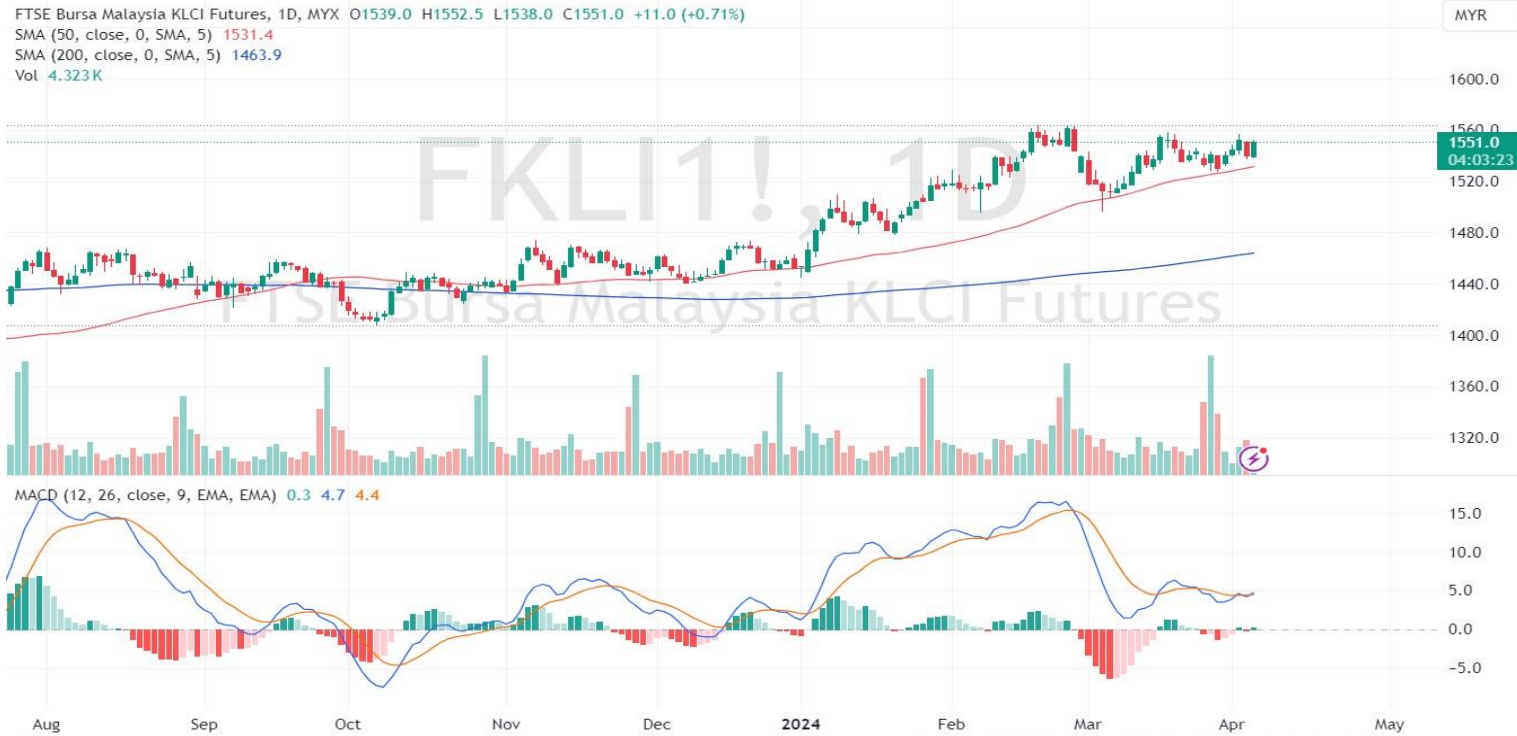 FTSE Bursa Malaysia KLCI Futures, 1D, MYX O1539.0 H1552.5 L1538.0 C1551.0 +11.0 (+0.71%)
MYR
SMA (50, close, 0, SMA, 5) 1531.4
SMA (200, close, 0, SMA, 5) 1463.9
Vol 4.323K
1600.0
1560.0
1551.0
04:03:23
FKLI1!, 1D
1520.0
1480.0
1440.0
FTSE Bursa Malaysia KLCI Futures
1400.0
1360.0
1320.0
MACD (12, 26, close, 9, EMA, EMA) 0.3 4.7 4.4
15.0
10.0
5.0
0.0
−5.0
Aug Sep Oct Nov Dec 2024 Feb Mar Apr May